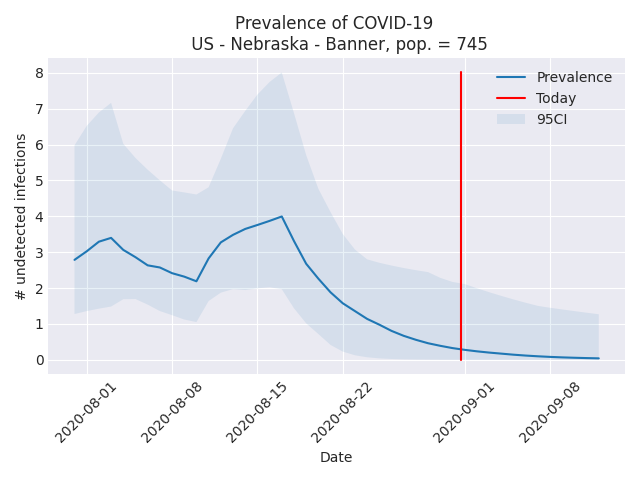 Prevalence of COVID-19
US - Nebraska - Banner, pop. = 745
# undetected infections
8
7
6
5
4
3
2
1
0
Prevalence
Today
95CI
2020-08-01
2020-08-08
2020-08-15
2020-08-22
2020-09-01
2020-09-08
Date